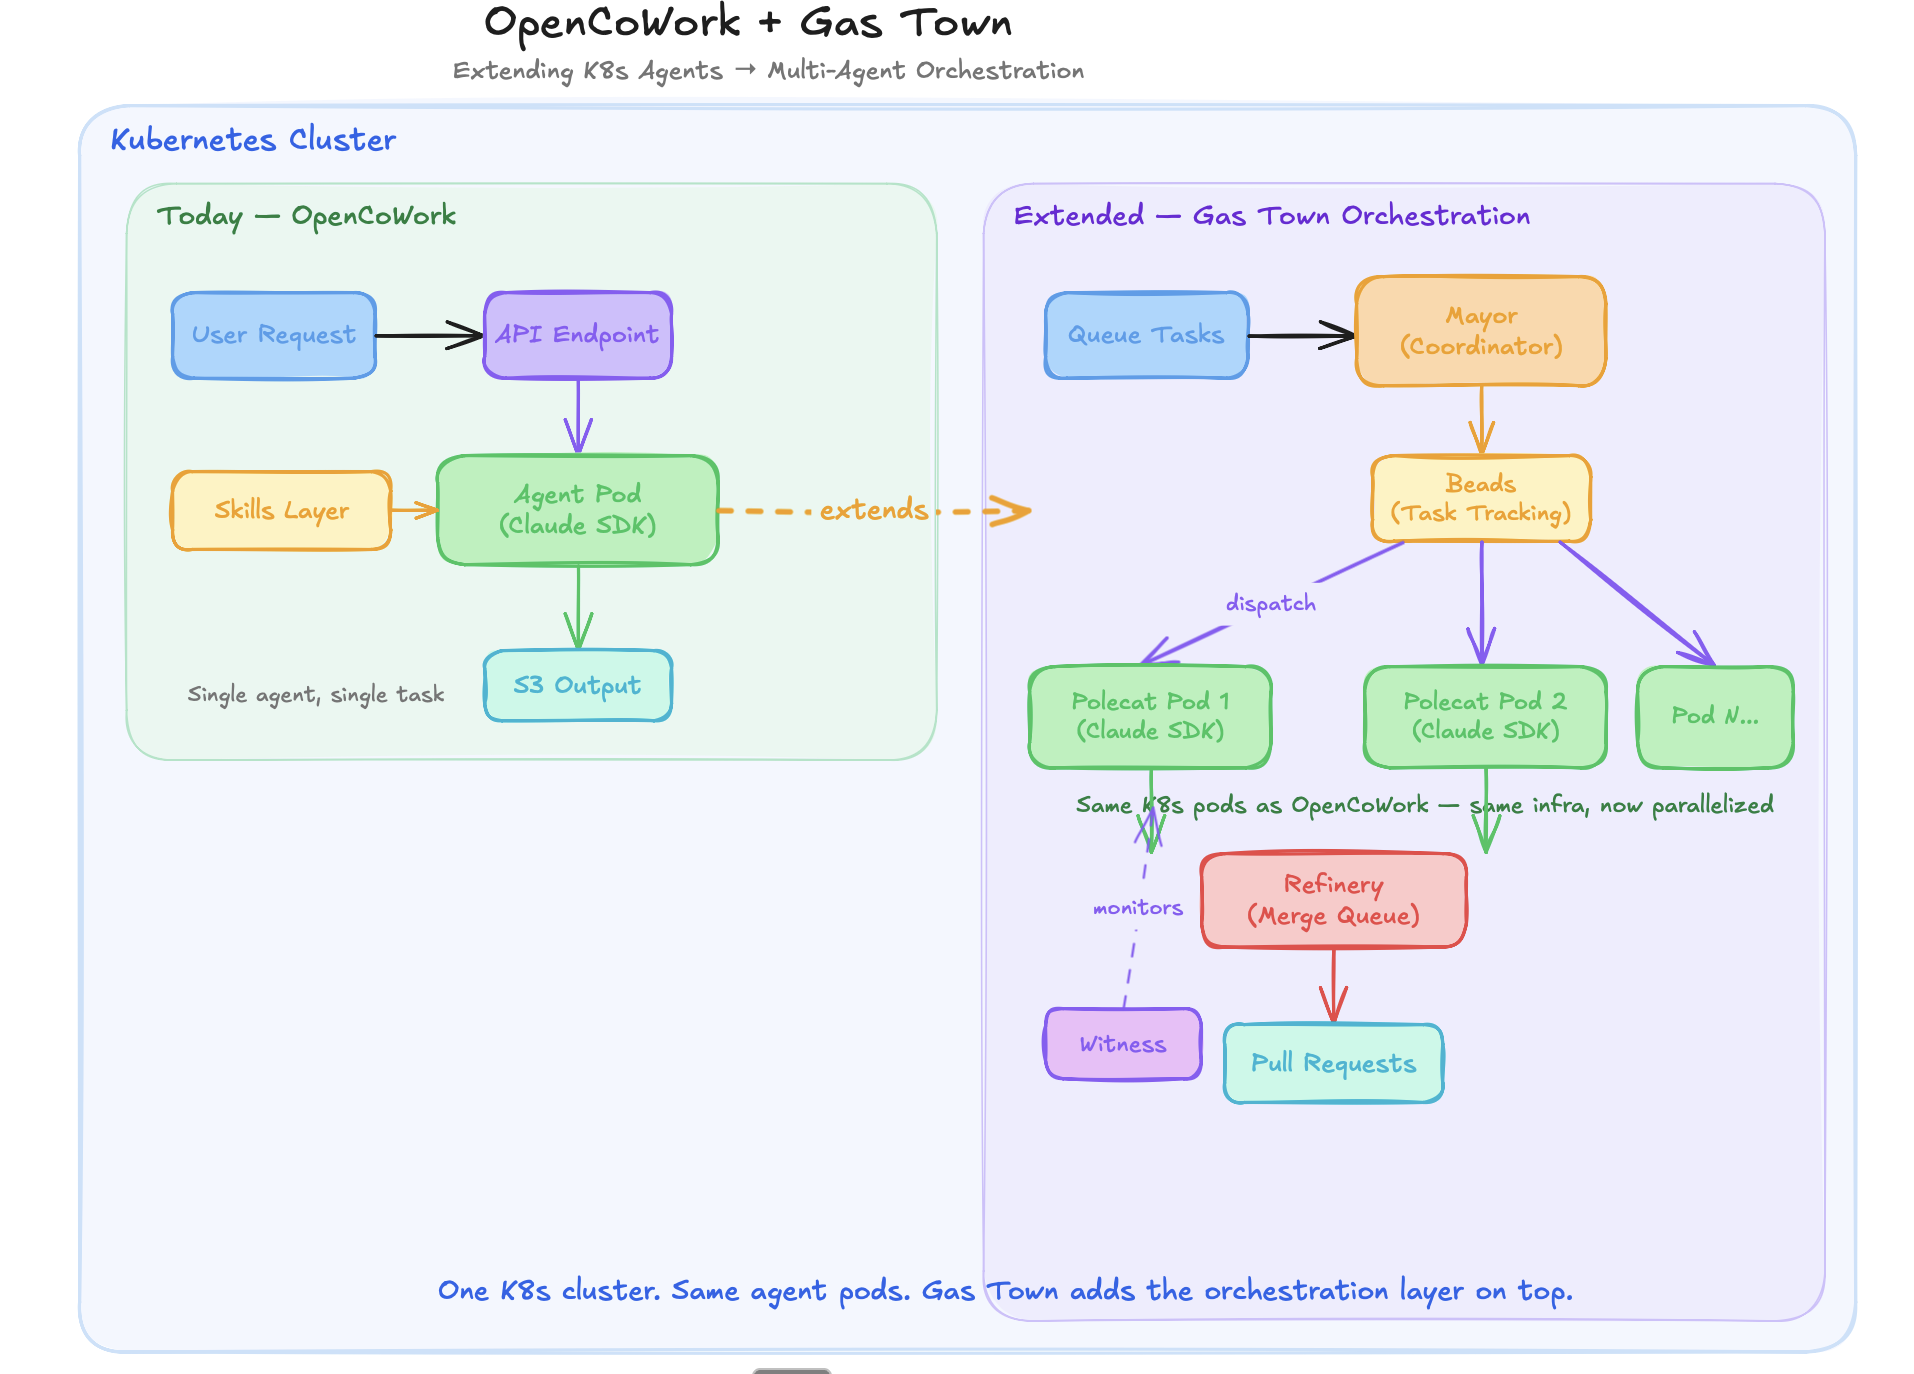 OpenCoWork + Gas Town
Extending K8s Agents → Multi-Agent Orchestration
Kubernetes Cluster
Today — OpenCoWork
User Request
API Endpoint
Skills Layer
Agent Pod
(Claude SDK)
extends
Single agent, single task
S3 Output
Extended — Gas Town Orchestration
Queue Tasks
Mayor
(Coordinator)
Beads
(Task Tracking)
dispatch
Polecat Pod 1
(Claude SDK)
Polecat Pod 2
(Claude SDK)
Pod N...
Same K8s pods as OpenCoWork — same infra, now parallelized
Refinery
(Merge Queue)
monitors
Witness
Pull Requests
One K8s cluster. Same agent pods. Gas Town adds the orchestration layer on top.